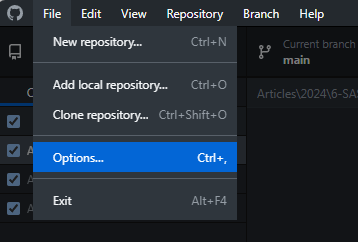 File Edit View Repository Branch Help
New repository... Ctrl+N
Current branch
main
Add local repository... Ctrl+O
Articles\2024\6-SAS
Clone repository... Ctrl+Shift+O
Options... Ctrl+,
Exit Alt+F4